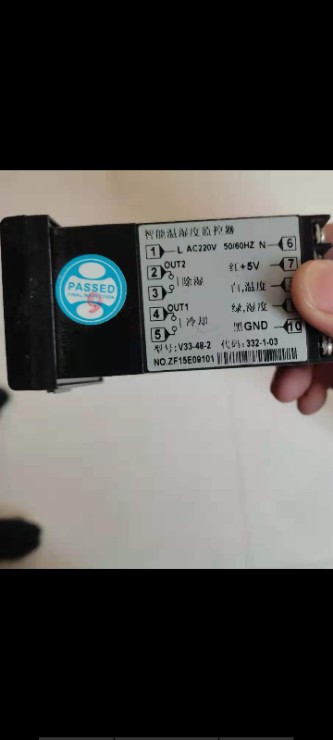 智能温湿度监控器
1 L AC220V 50/60HZ N 6
2 OUT2 红+5V 7
3 除湿 白,温度
4 OUT1 绿,湿度
5 冷却 黑GND 10
型号:V33-48-2 代码:332-1-03
NO.ZF15E09101
PASSED